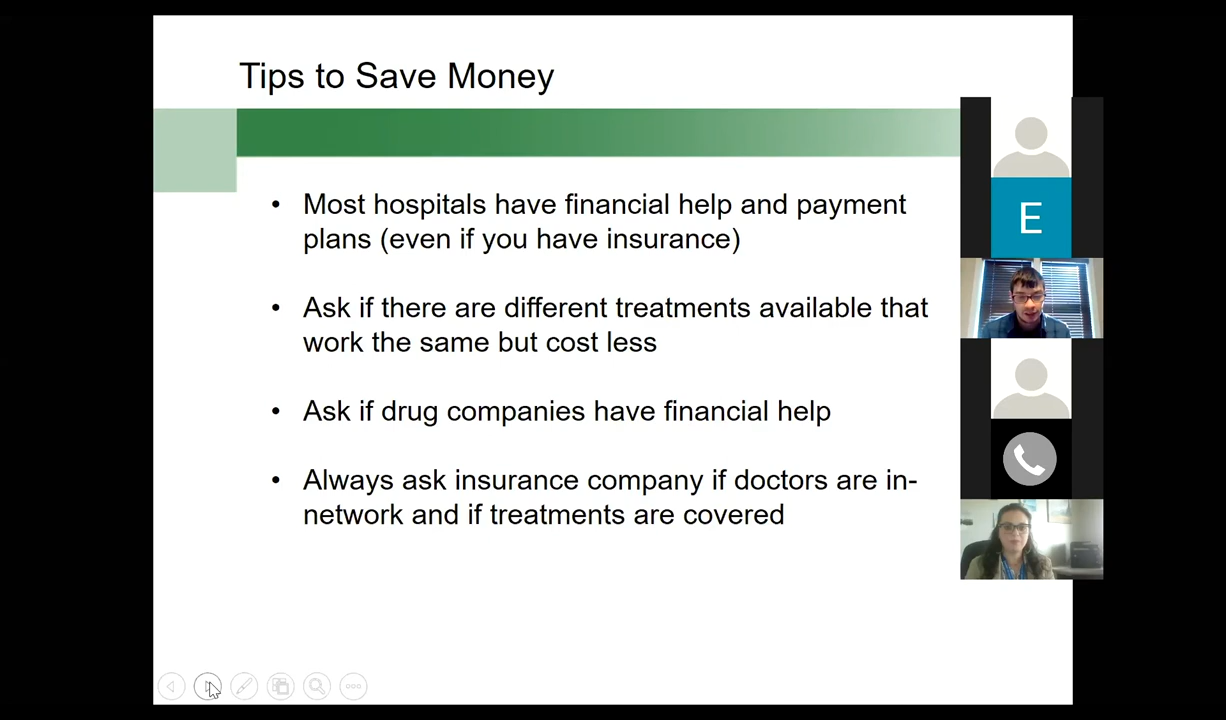 Tips to Save Money
• Most hospitals have financial help and payment
plans (even if you have insurance)
• Ask if there are different treatments available that
work the same but cost less
• Ask if drug companies have financial help
• Always ask insurance company if doctors are in-
network and if treatments are covered
E